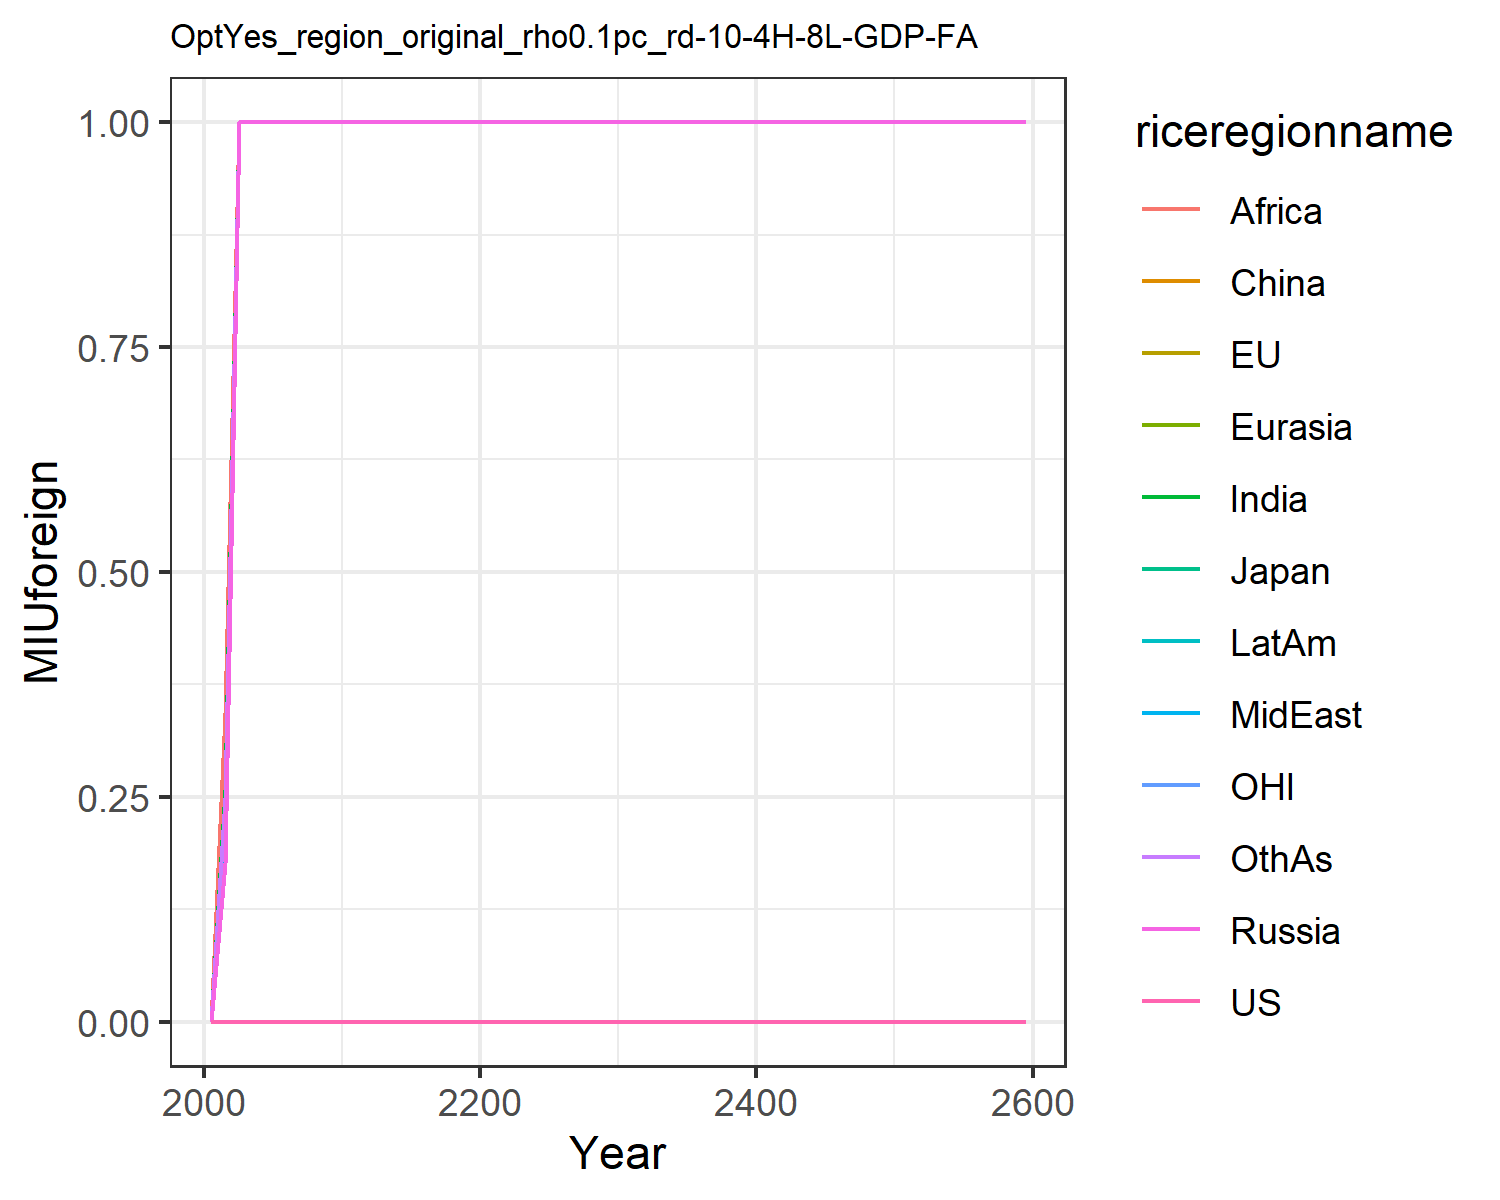 OptYes_region_original_rho0.1pc_rd-10-4H-8L-GDP-FA
MIUforeign
1.00
0.75
0.50
0.25
0.00
2000 2200 2400 2600
Year
riceregionname
Africa
China
EU
Eurasia
India
Japan
LatAm
MidEast
OHI
OthAs
Russia
US